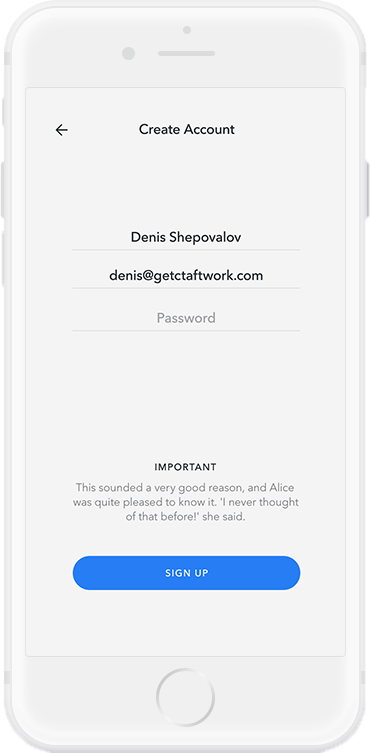 Create Account
Denis Shepovalov
denis@getctaftwork.com
Password
IMPORTANT
This sounded a very good reason, and Alice
was quite pleased to know it. 'I never thought
of that before!' she said.
SIGN UP